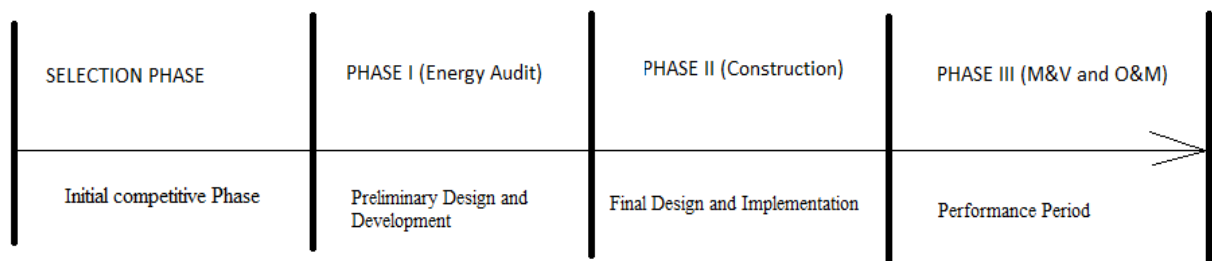 SELECTION PHASE
PHASE I (Energy Audit)
PHASE II (Construction)
PHASE III (M&V and O&M)
Initial competitive Phase
Preliminary Design and
Development
Final Design and Implementation
Performance Period